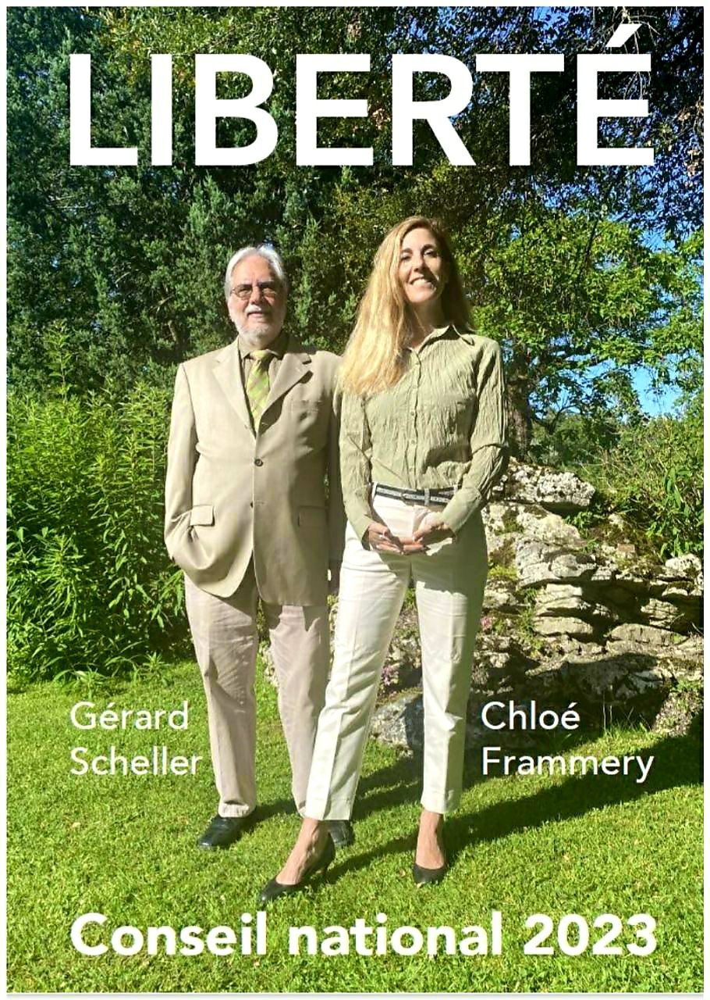 LIBERTÉ
Gérard
Scheller
Chloé
Frammery
Conseil national 2023